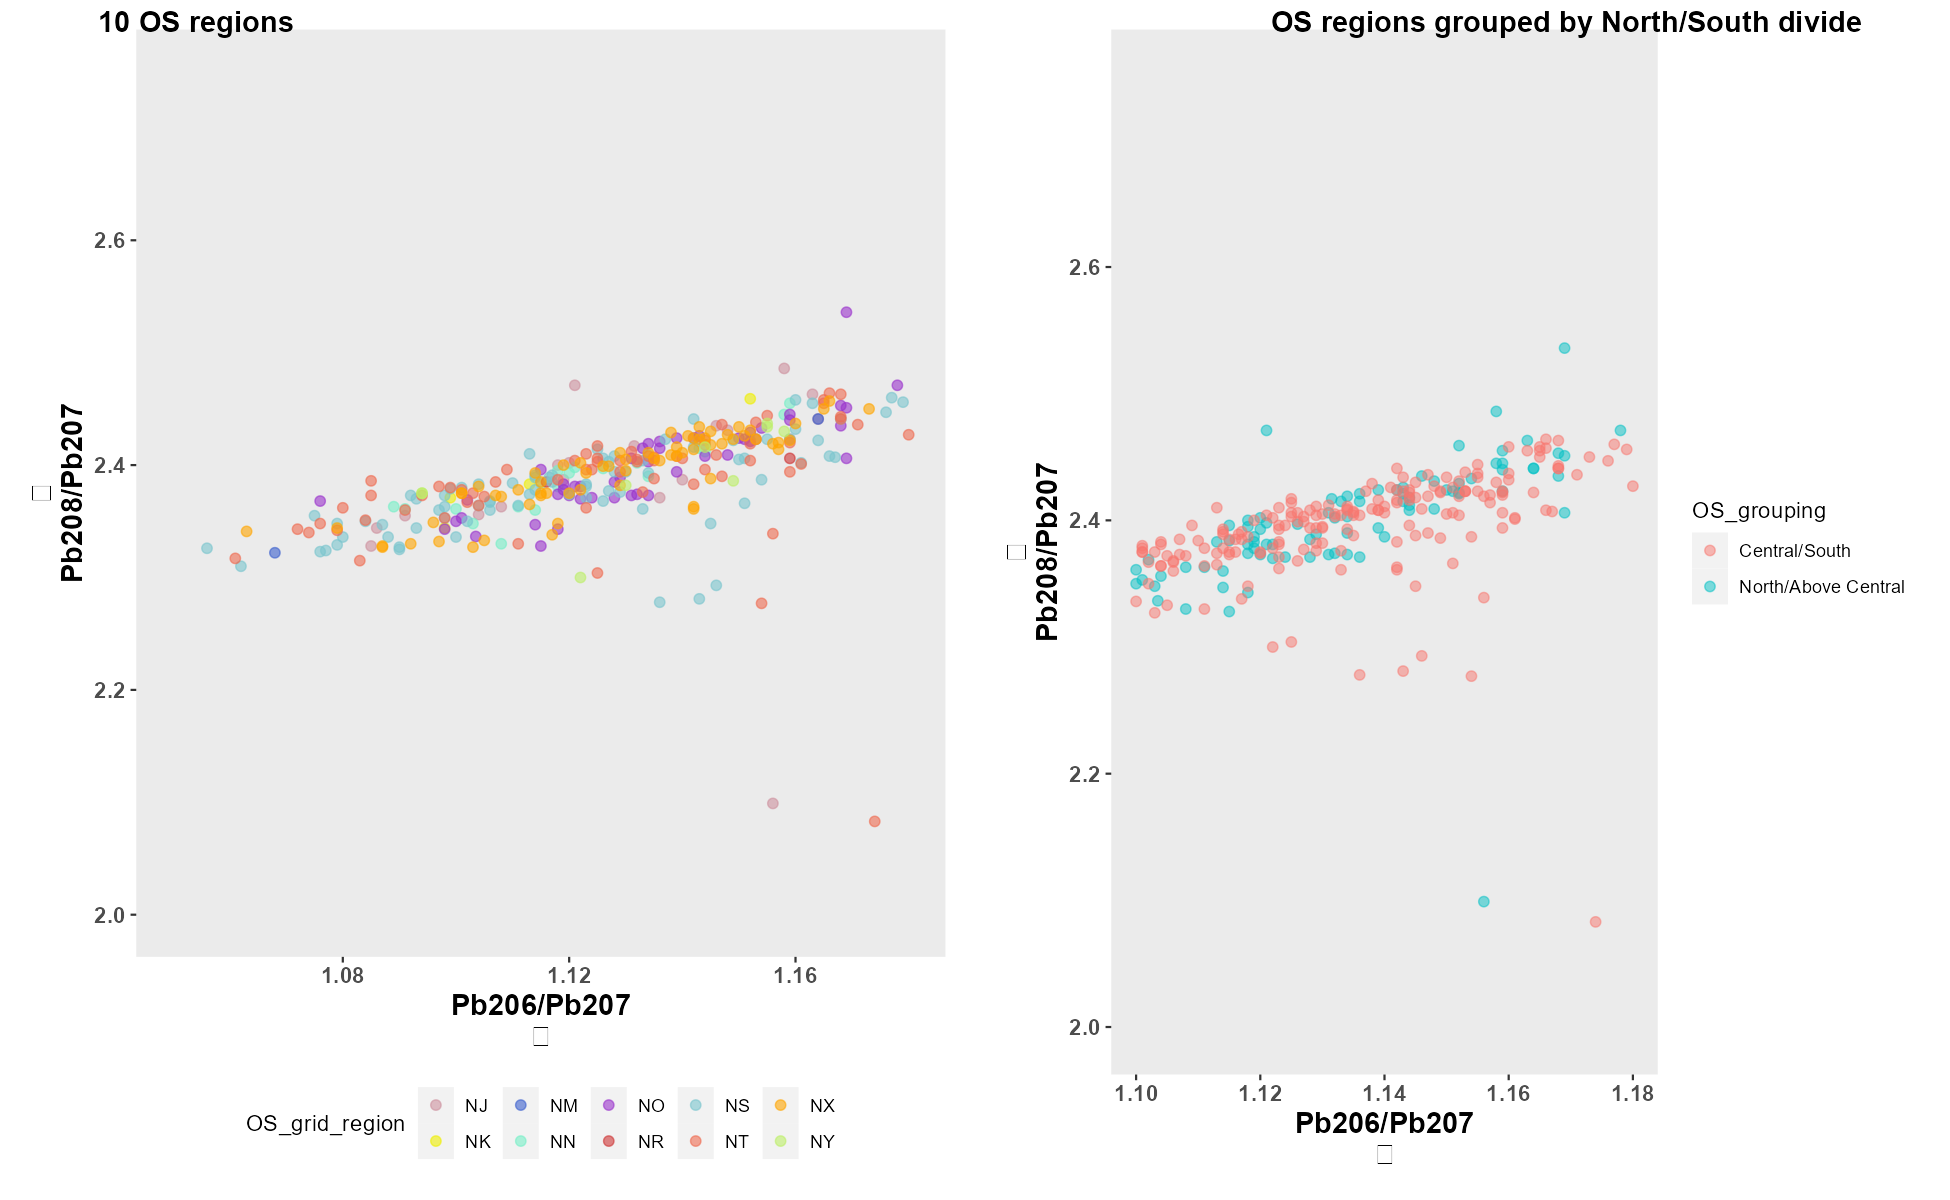 10 OS regions
OS regions grouped by North/South divide
Pb208/Pb207
2.6
2.4
2.2
2.0
1.08 1.12 1.16
Pb206/Pb207
OS_grid_region
NJ NM NO NS NX
NK NN NR NT NY
Pb208/Pb207
2.6
2.4
2.2
2.0
1.10 1.12 1.14 1.16 1.18
Pb206/Pb207
OS_grouping
Central/South
North/Above Central